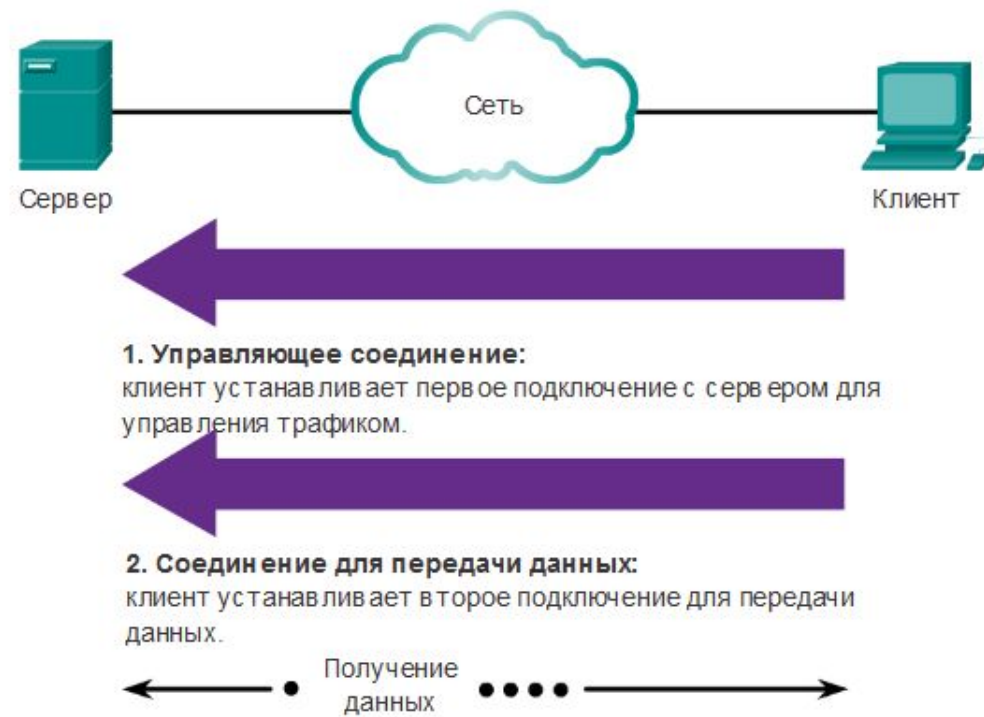 Сеть
Сервер
Клиент
1. Управляющее соединение:
клиент устанавливает первое подключение с сервером для
управления трафиком.
2. Соединение для передачи данных:
клиент устанавливает второе подключение для передачи
данных.
Получение
данных